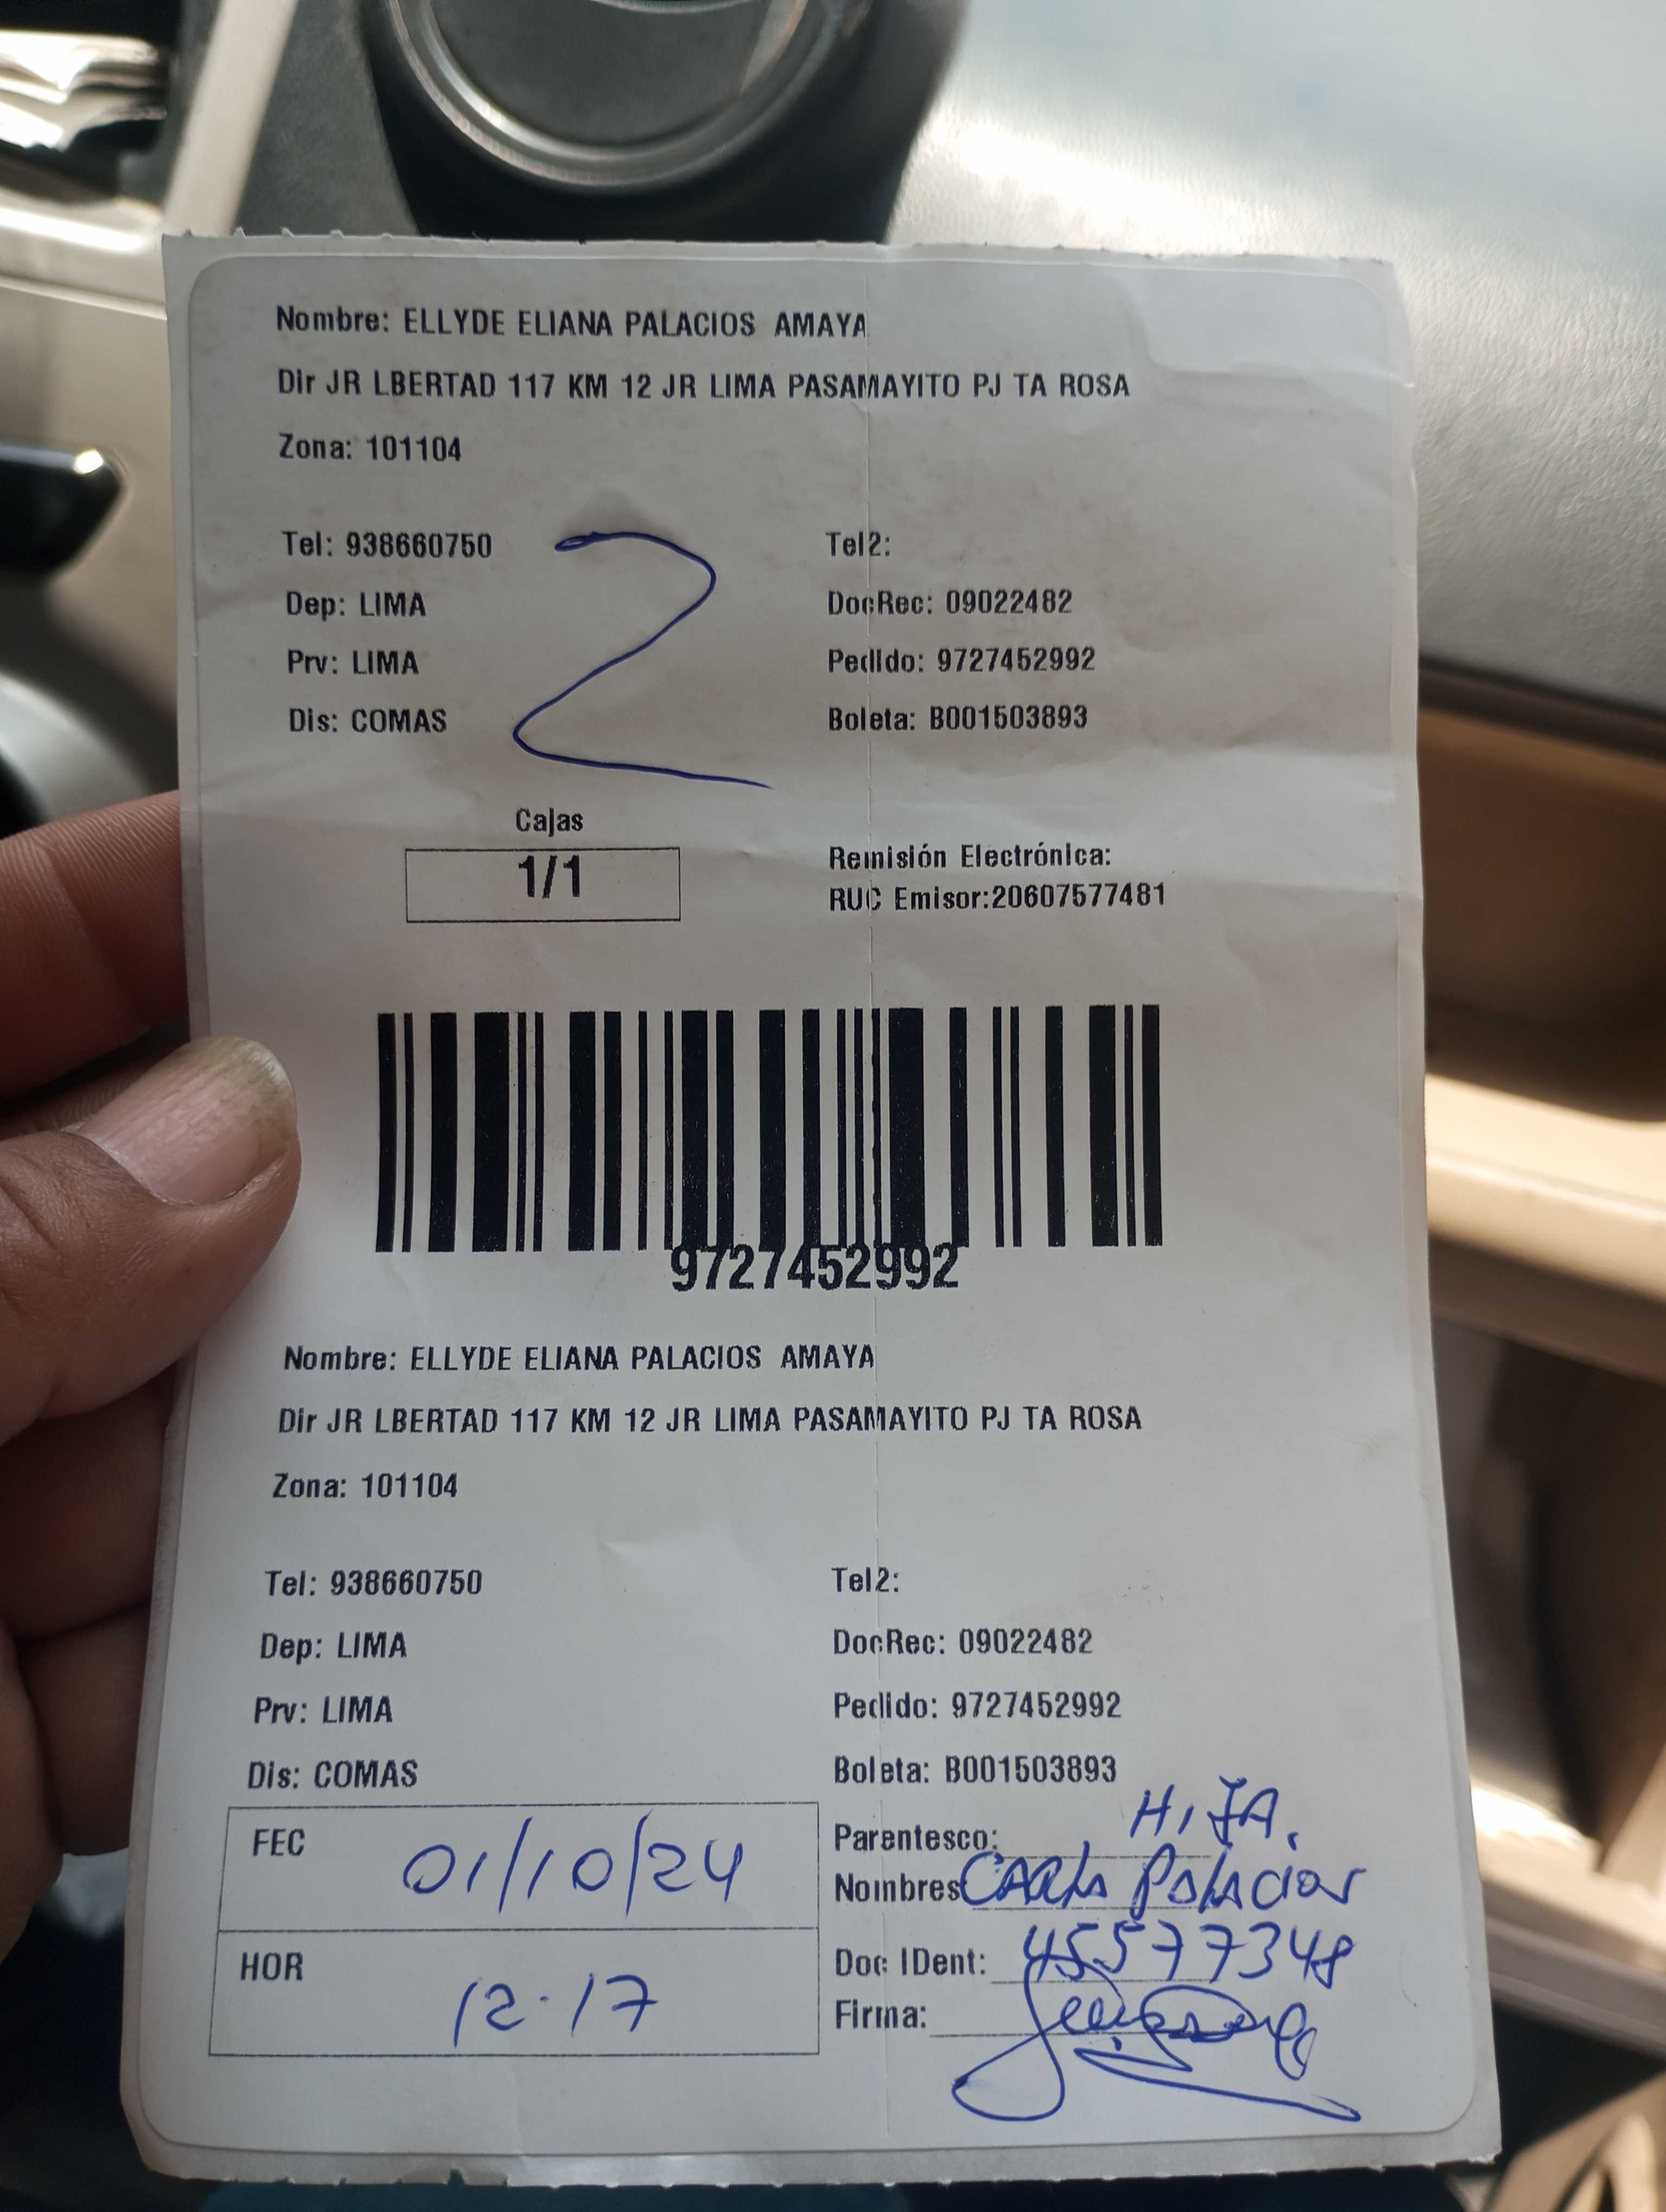 Nombre: ELLYDE ELIANA PALACIOS AMAYA
Dir JR LBERTAD 117 KM 12 JR LIMA PASAMAYITO PJ TA ROSA
Zona: 101104
Tel: 938660750
Tel2:
Dep: LIMA
DocRec: 09022482
Prv: LIMA
Pedido: 9727452992
Dis: COMAS
Boleta: B001503893
2
Cajas
1/1
Remisión Electrónica:
RUC Emisor:20607577481
9727452992
Nombre: ELLYDE ELIANA PALACIOS AMAYA
Dir JR LBERTAD 117 KM 12 JR LIMA PASAMAYITO PJ TA ROSA
Zona: 101104
Tel: 938660750
Tel2:
Dep: LIMA
DocRec: 09022482
Prv: LIMA
Pedido: 9727452992
Dis: COMAS
Boleta: B001503893
FEC 01/10/24
HOR 12.17
Parentesco: HIJA.
Nombres Carla Palacios
Doc IDent: 45577348
Firma: